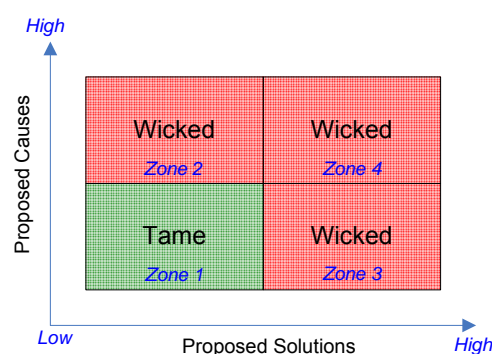 High
Proposed Causes
Wicked
Zone 2
Wicked
Zone 4
Tame
Zone 1
Wicked
Zone 3
Low
Proposed Solutions
High